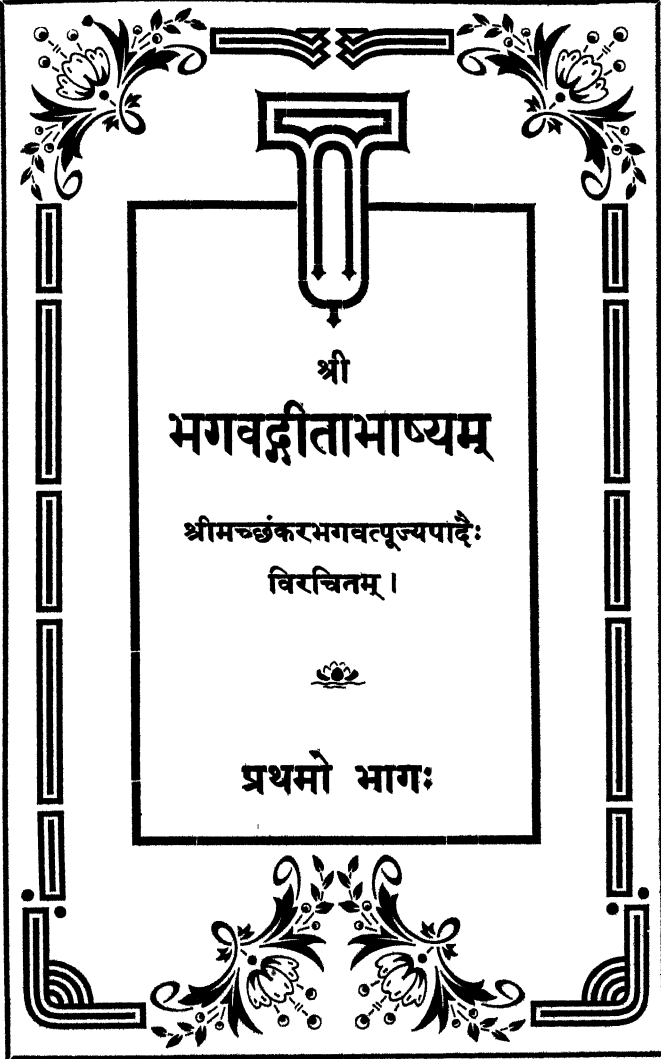 श्री
भगवद्गीताभाष्यम्
श्रीमच्छंकरभगवत्पूज्यपादैः
विरचितम् ।
प्रथमो भागः